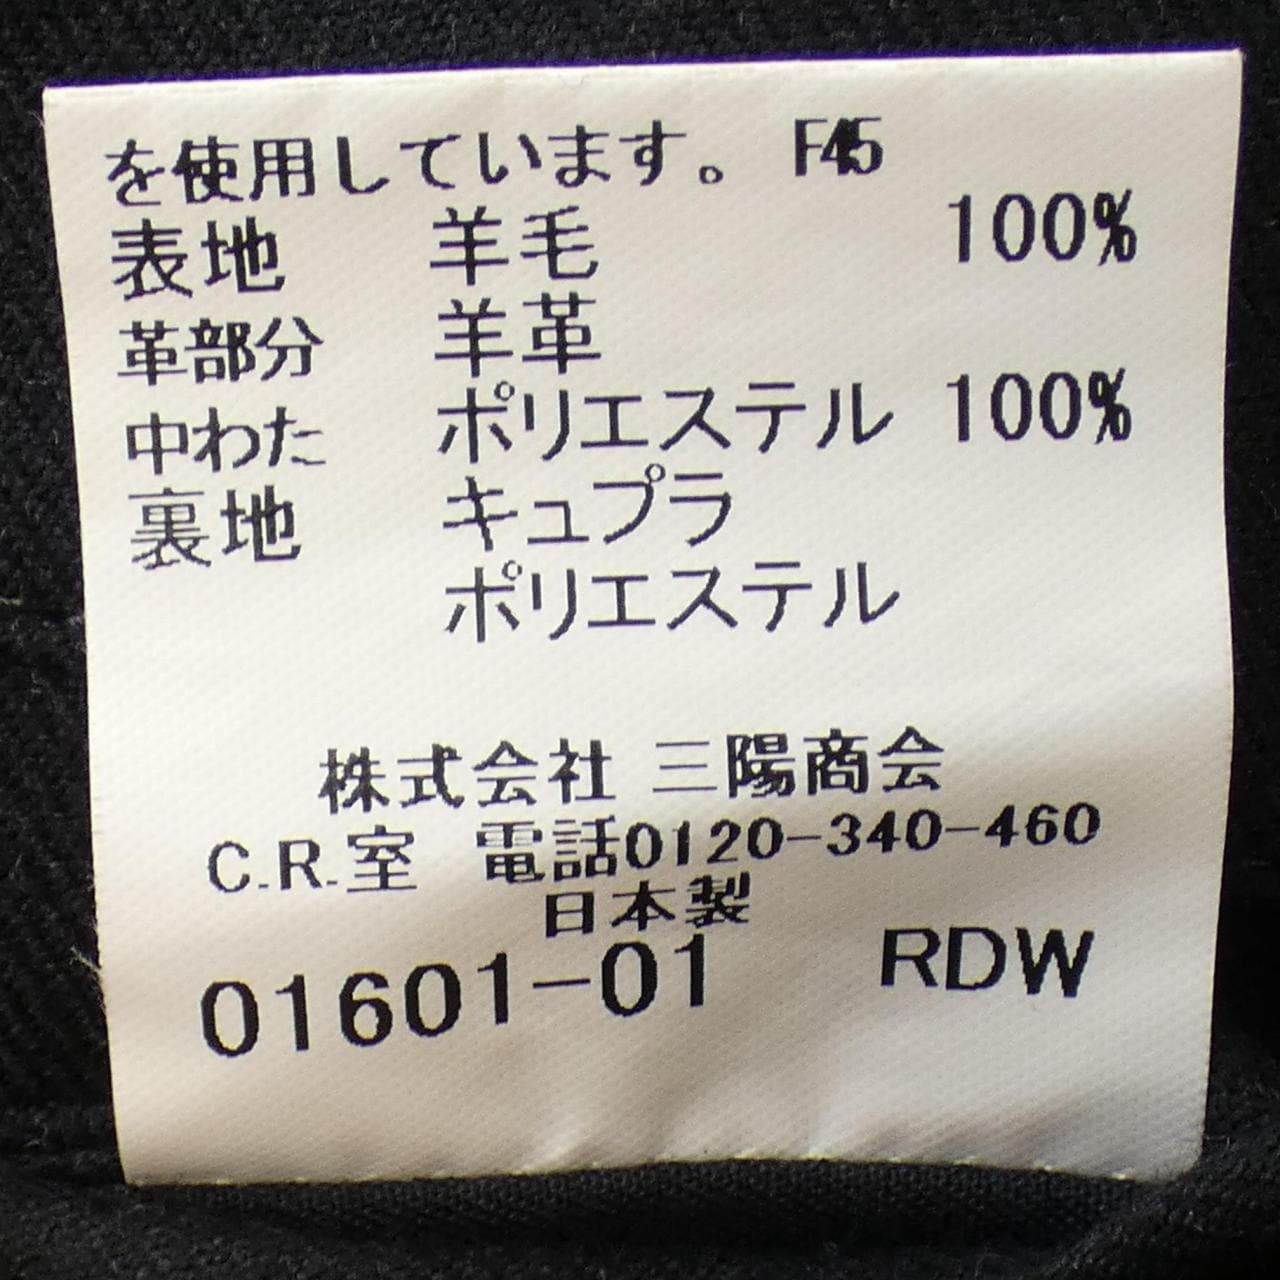 を使用しています。 F45
表地 羊毛 100%
革部分 羊革
中わた ポリエステル 100%
裏地 キュプラ
ポリエステル
株式会社 三陽商会
C.R.室 電話0120-340-460
日本製
01601-01 RDW